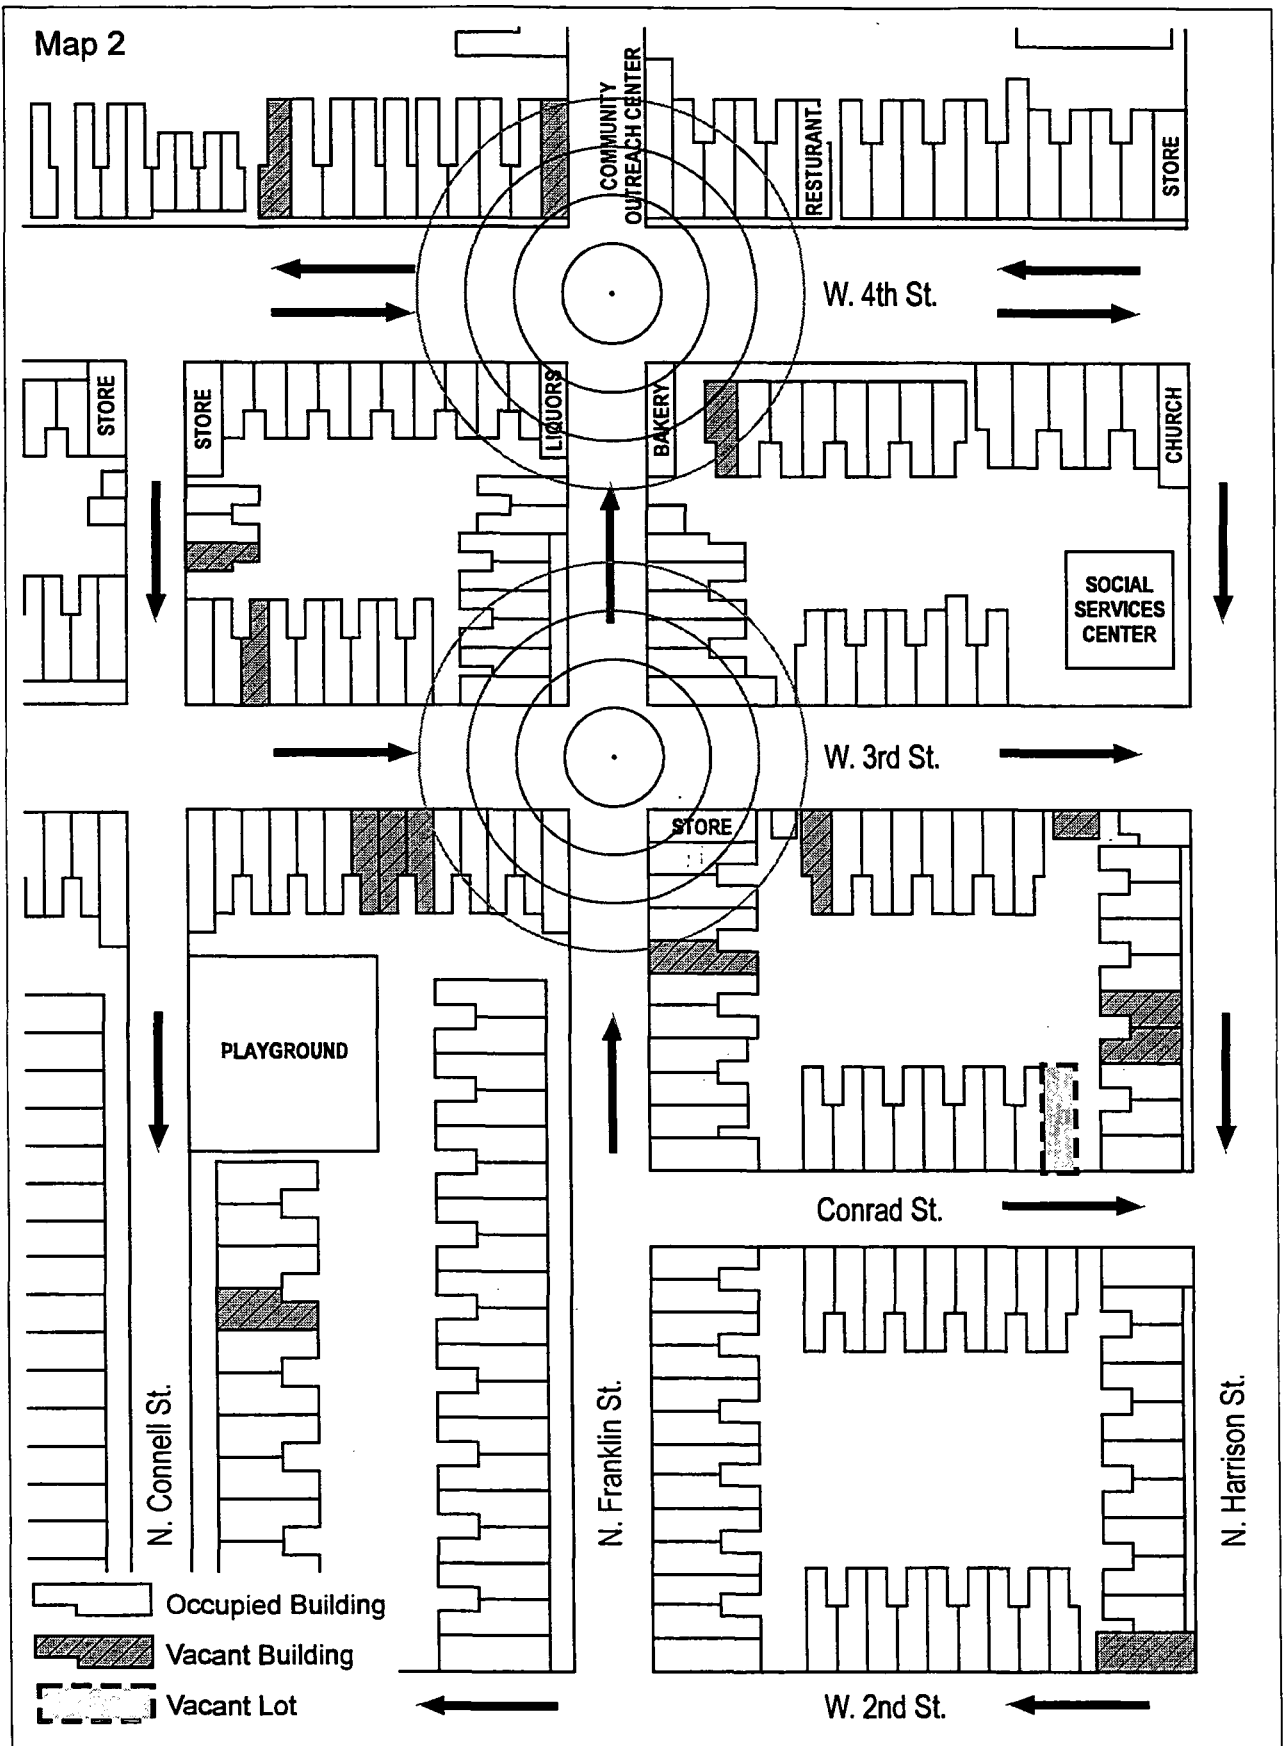 Map 2
COMMUNITY
OUTREACH CENTER
RESTURANT
STORE
W. 4th St.
STORE
STORE
LIQUORS
BAKERY
CHURCH
SOCIAL
SERVICES
CENTER
W. 3rd St.
STORE
PLAYGROUND
Conrad St.
N. Connell St.
N. Franklin St.
N. Harrison St.
Occupied Building
Vacant Building
Vacant Lot
W. 2nd St.